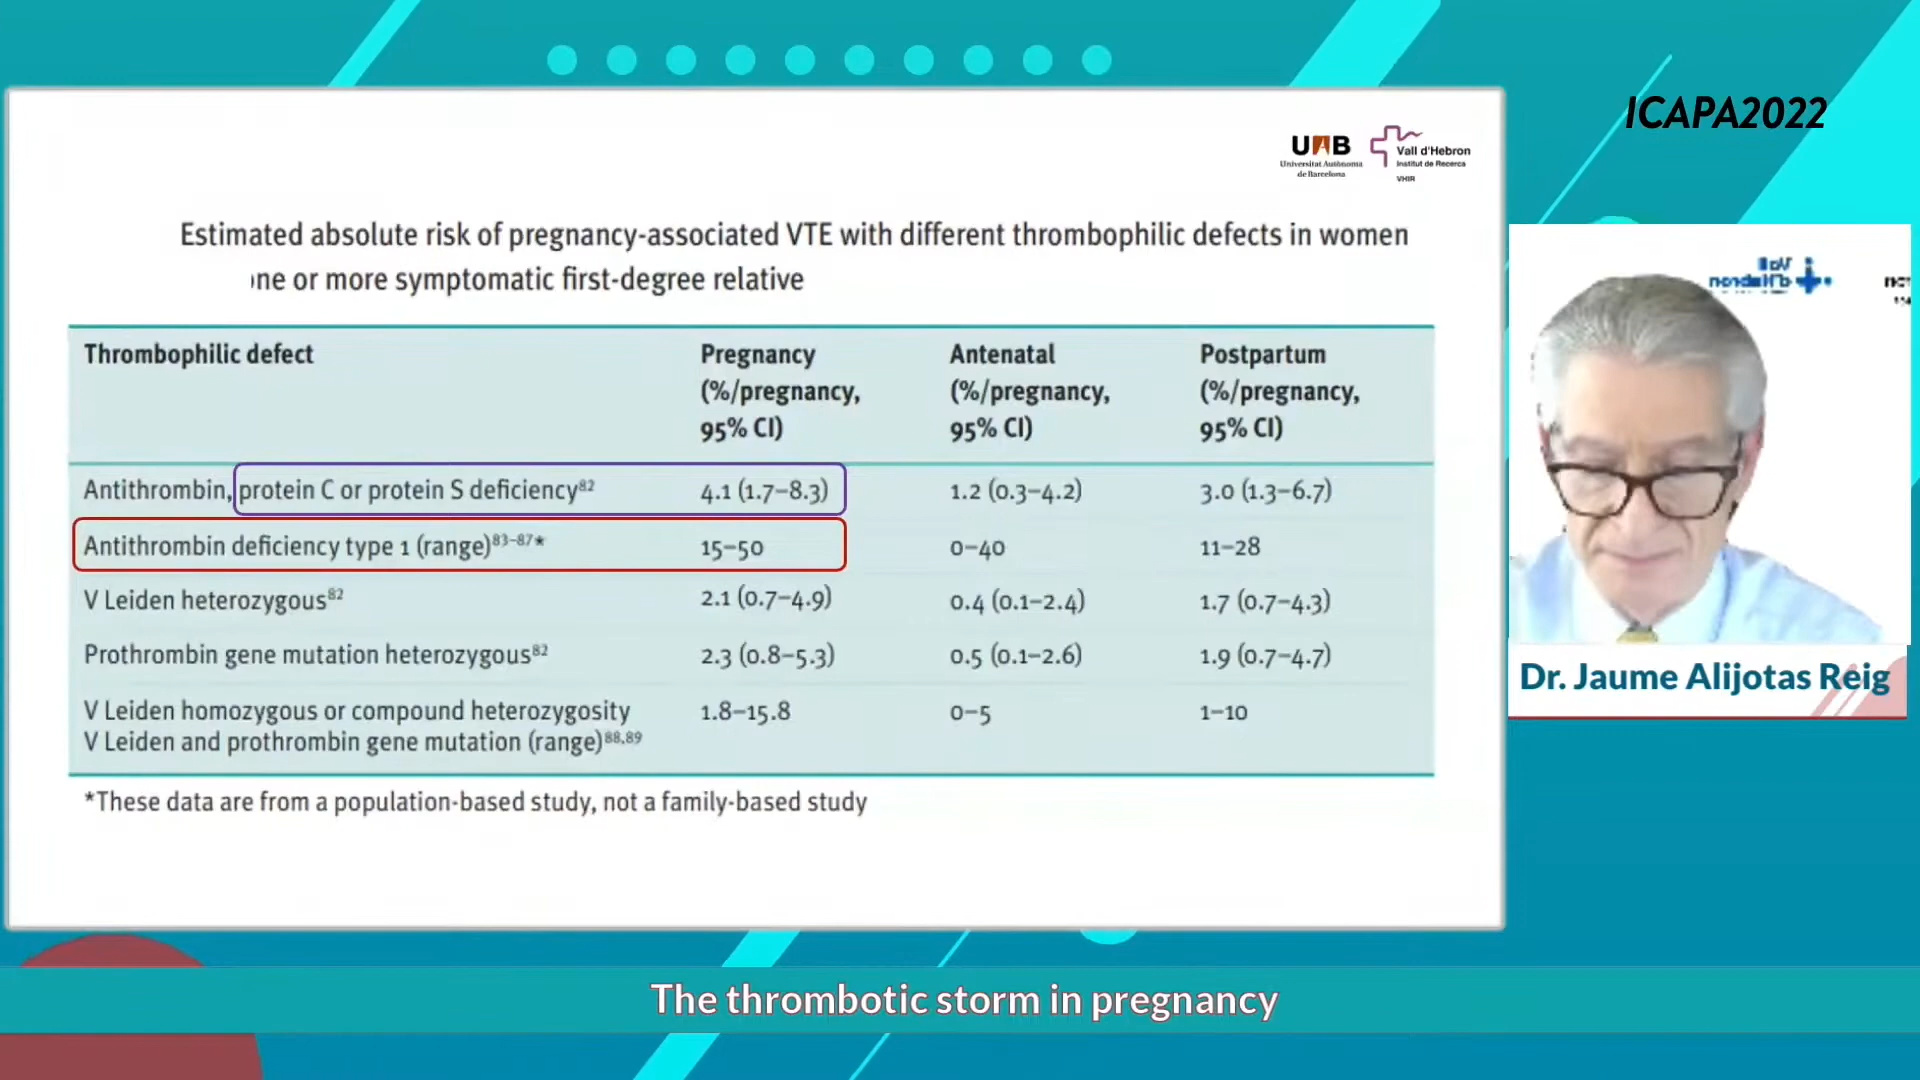 ICAPA2022
UAB
Universitat Autònoma
de Barcelona
Vall d'Hebron
Institut de Recerca
VHIR
Estimated absolute risk of pregnancy-associated VTE with different thrombophilic defects in women
ne or more symptomatic first-degree relative
Thrombophilic defect Pregnancy (%/pregnancy, 95% CI) Antenatal (%/pregnancy, 95% CI) Postpartum (%/pregnancy, 95% CI)
Antithrombin, protein C or protein S deficiency⁸² 4.1 (1.7–8.3) 1.2 (0.3–4.2) 3.0 (1.3–6.7)
Antithrombin deficiency type 1 (range)⁸³⁻⁸⁷* 15–50 0–40 11–28
V Leiden heterozygous⁸² 2.1 (0.7–4.9) 0.4 (0.1–2.4) 1.7 (0.7–4.3)
Prothrombin gene mutation heterozygous⁸² 2.3 (0.8–5.3) 0.5 (0.1–2.6) 1.9 (0.7–4.7)
V Leiden homozygous or compound heterozygosity 1.8–15.8 0–5 1–10
V Leiden and prothrombin gene mutation (range)⁸⁸,⁸⁹
*These data are from a population-based study, not a family-based study
Vall
d'Hebron
Dr. Jaume Alijotas Reig
The thrombotic storm in pregnancy